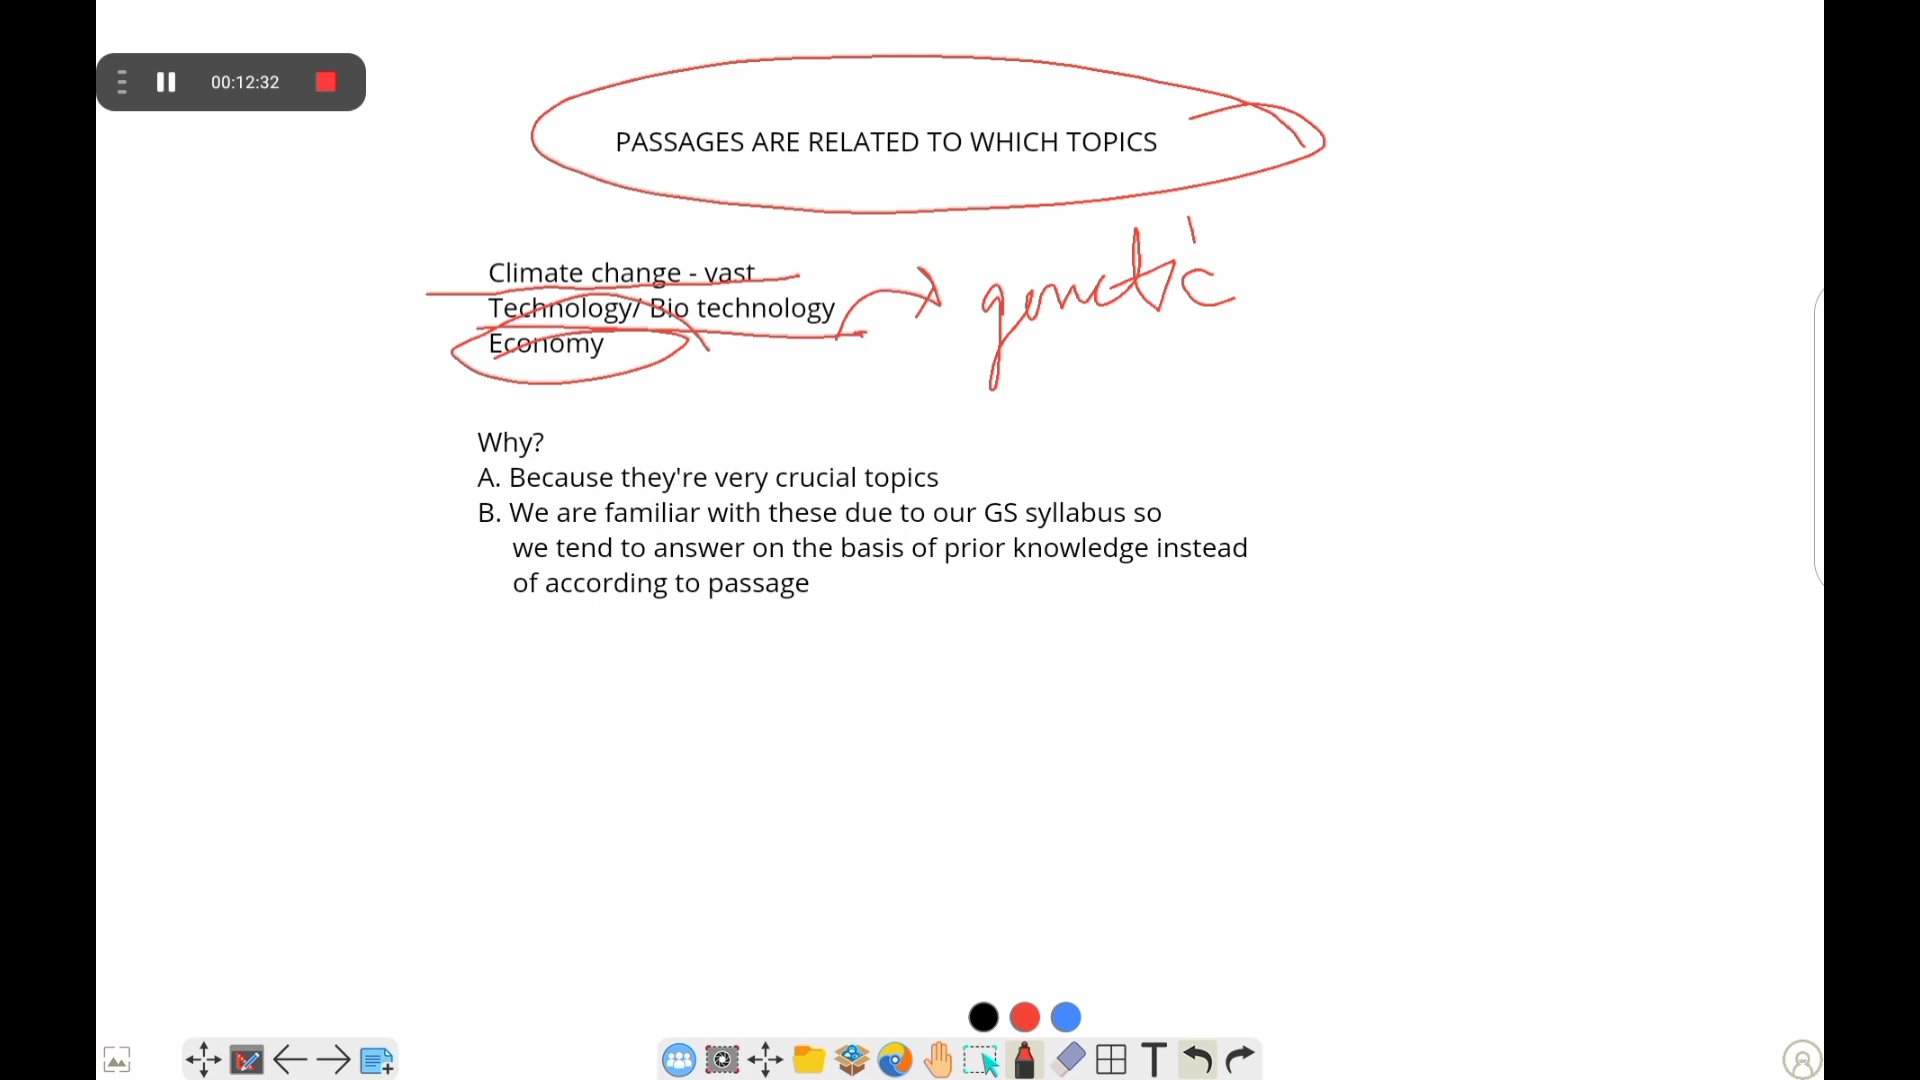 00:12:32
PASSAGES ARE RELATED TO WHICH TOPICS
Climate change - vast
Technology/ Bio technology
Economy
genetic
Why?
A. Because they're very crucial topics
B. We are familiar with these due to our GS syllabus so
we tend to answer on the basis of prior knowledge instead
of according to passage